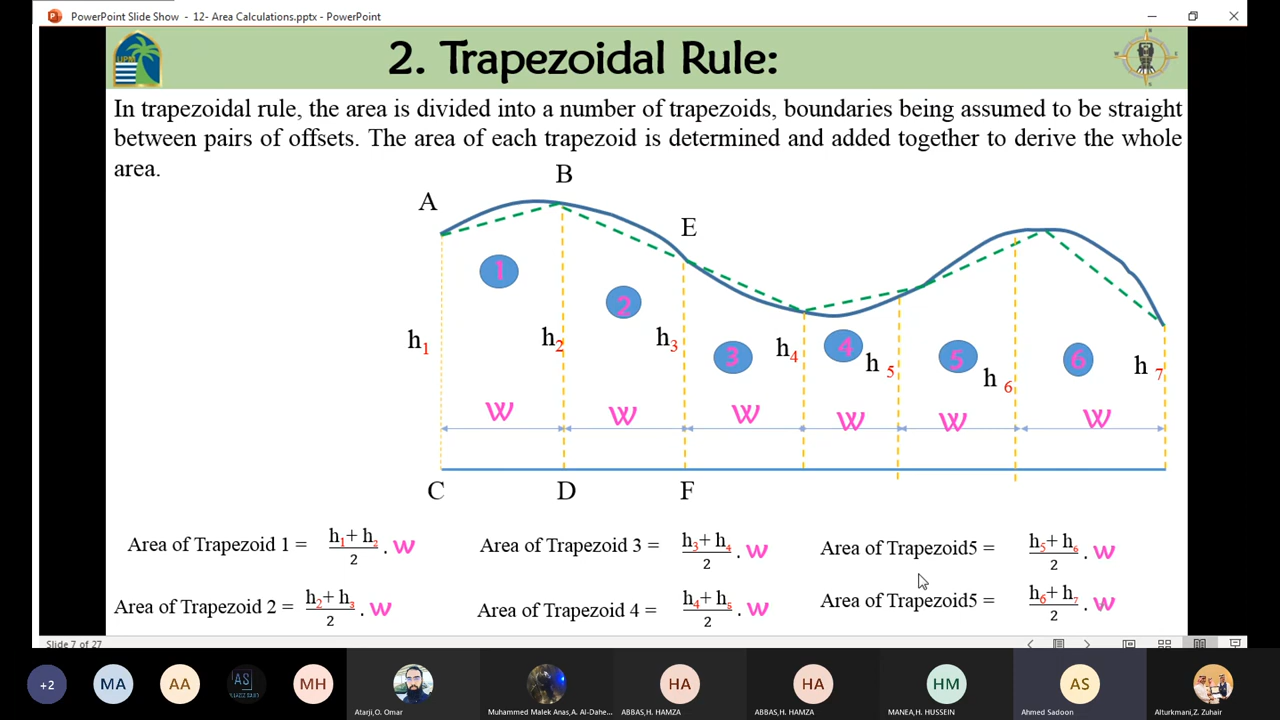 PowerPoint Slide Show - 12- Area Calculations.pptx - PowerPoint
UPM
2. Trapezoidal Rule:
In trapezoidal rule, the area is divided into a number of trapezoids, boundaries being assumed to be straight
between pairs of offsets. The area of each trapezoid is determined and added together to derive the whole
area.
A
B
E
1
2
3
4
5
6
h1
h2
h3
h4
h 5
h 6
h 7
W W W W W W
C D F
Area of Trapezoid 1 = h1+ h2 / 2 . W
Area of Trapezoid 3 = h3+ h4 / 2 . W
Area of Trapezoid5 = h5+ h6 / 2 . W
Area of Trapezoid 2 = h2+ h3 / 2 . W
Area of Trapezoid 4 = h4+ h5 / 2 . W
Area of Trapezoid5 = h6+ h7 / 2 . W
Slide 7 of 27
+2
MA
AA
AS
MH
HA
HA
HM
AS
Atarji,O. Omar
Muhammed Malek Anas,A. Al-Dahe...
ABBAS,H. HAMZA
ABBAS,H. HAMZA
MANEA,H. HUSSEIN
Ahmed Sadoon
Alturkmani,Z. Zuhair